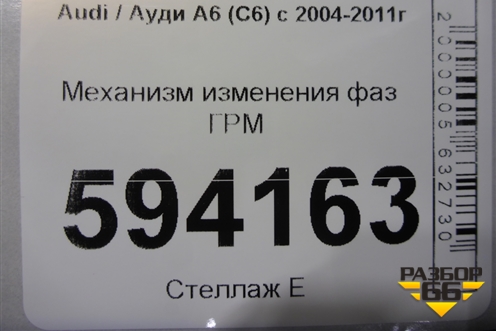 Audi / Ауди А6 (С6) с 2004-2011г
Механизм изменения фаз
ГРМ
594163
Стеллаж Е
2000005632730
РАЗБОР
66